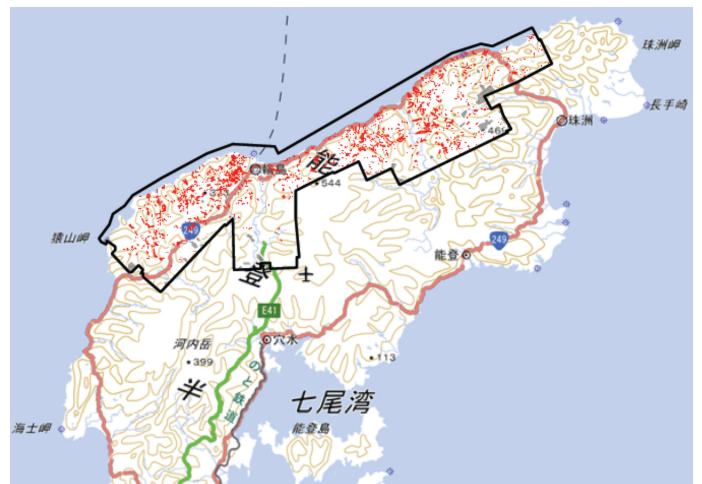 珠洲岬
長手崎
珠洲
469
能
輪島
544
373
249
猿山岬
能登
249
登
E41
河内岳
399
穴水
113
のと鉄道
半
七尾湾
海士岬
能登島